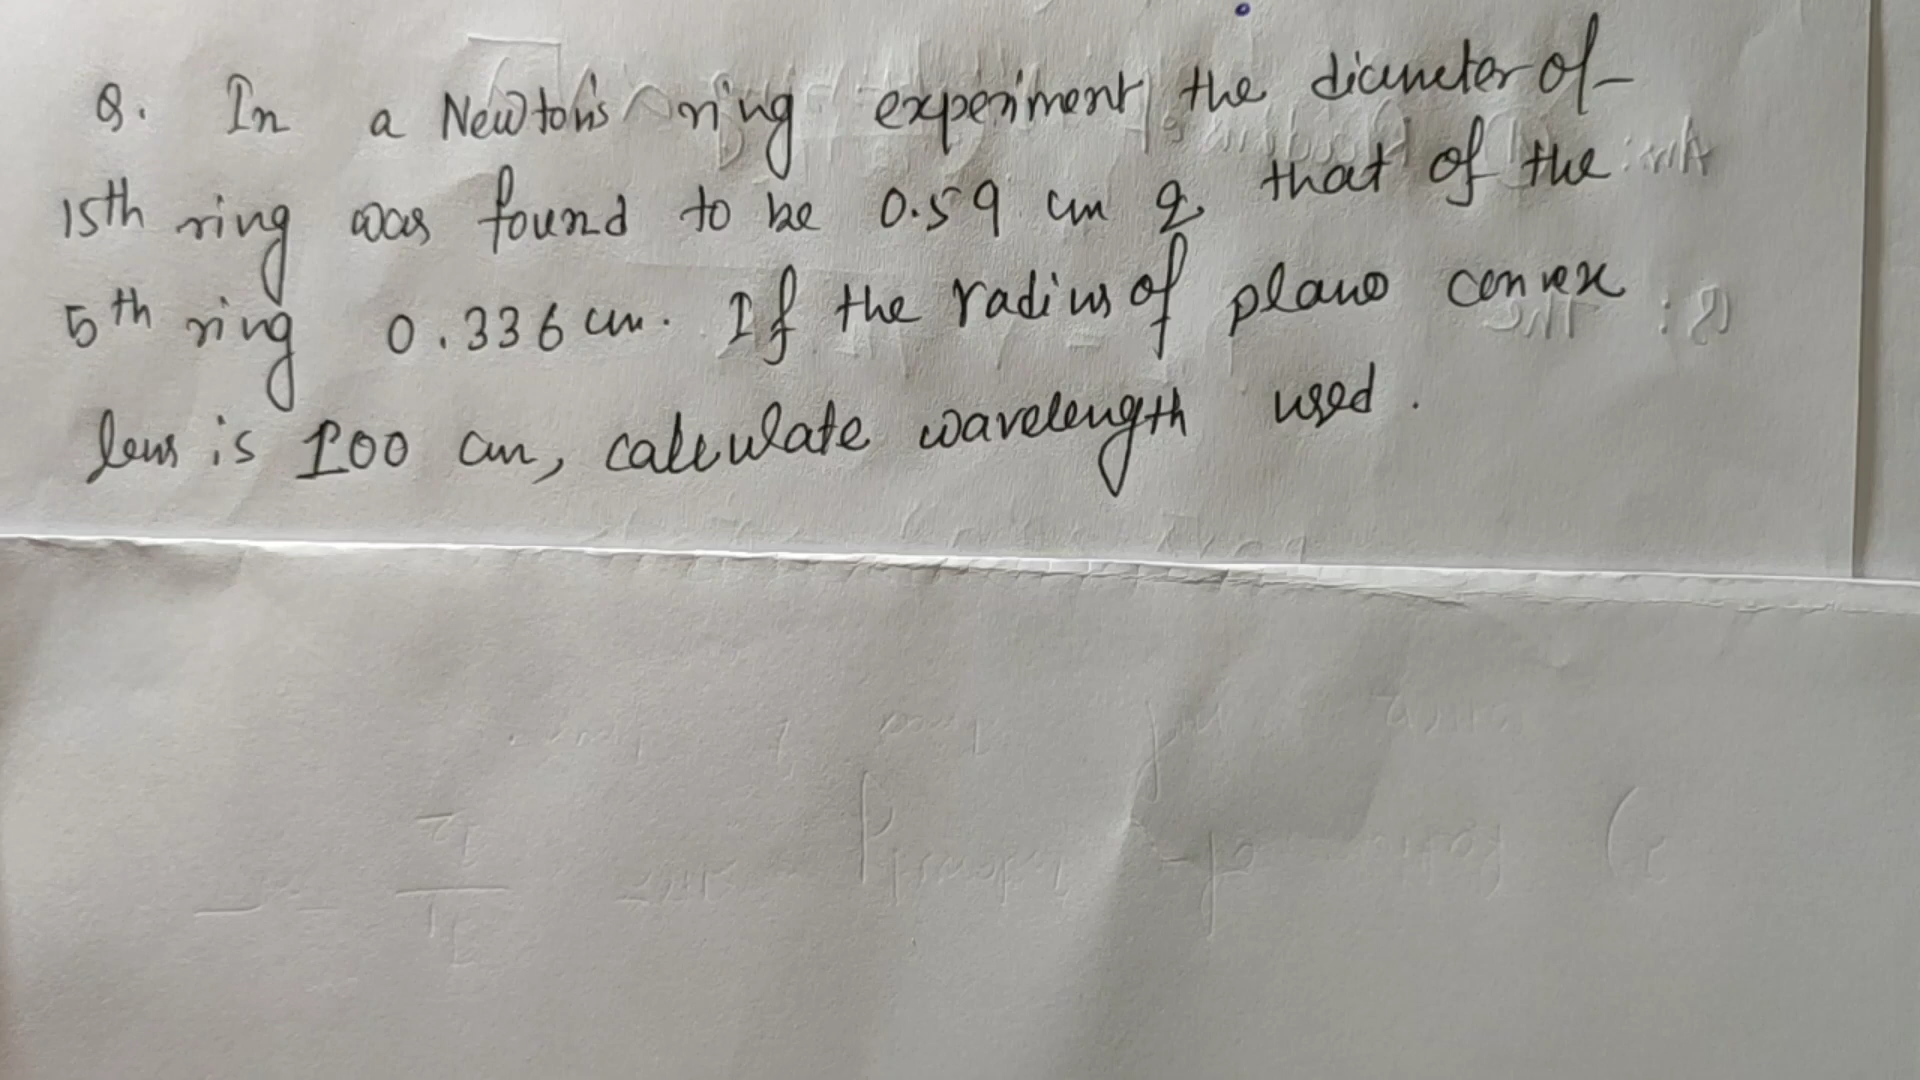 Q. In a Newton's ring experiment the diameter of
15th ring was found to be 0.59 cm & that of the
5th ring 0.336 cm. If the radius of plano convex
lens is 100 cm, calculate wavelength used.